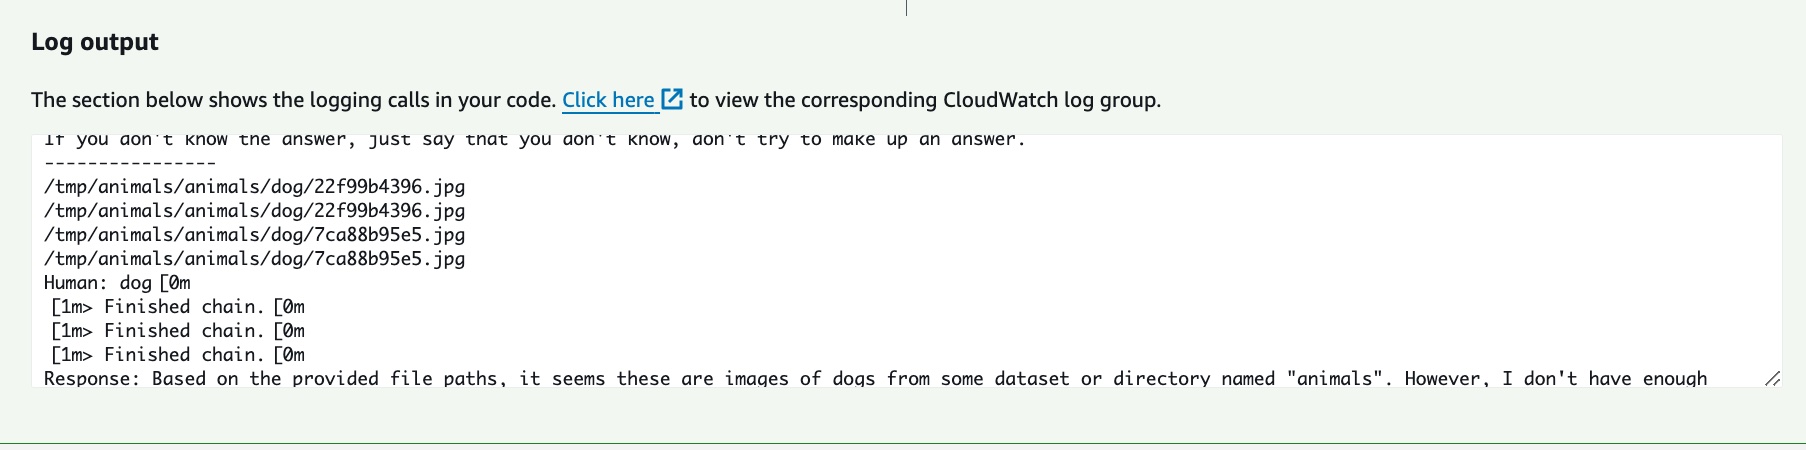 Log output
The section below shows the logging calls in your code. Click here to view the corresponding CloudWatch log group.
If you don't know the answer, just say that you don't know, don't try to make up an answer.
----------------
/tmp/animals/animals/dog/22f99b4396.jpg
/tmp/animals/animals/dog/22f99b4396.jpg
/tmp/animals/animals/dog/7ca88b95e5.jpg
/tmp/animals/animals/dog/7ca88b95e5.jpg
Human: dog [0m
[1m> Finished chain. [0m
[1m> Finished chain. [0m
[1m> Finished chain. [0m
Response: Based on the provided file paths, it seems these are images of dogs from some dataset or directory named "animals". However, I don't have enough